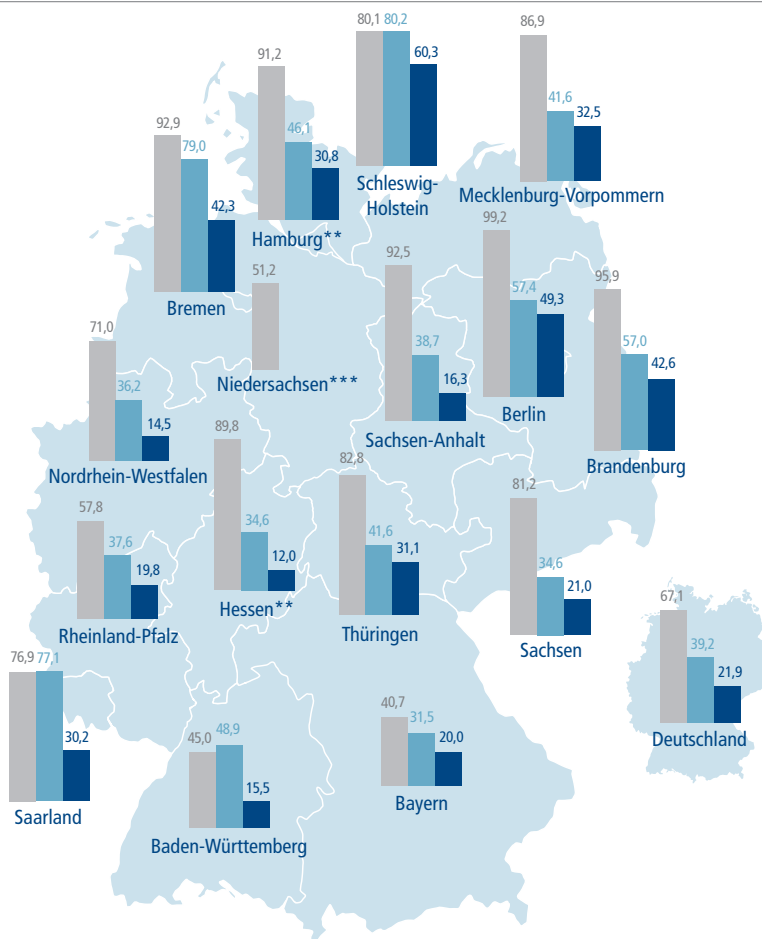 80,1 80,2 60,3
Schleswig-
Holstein
86,9 41,6 32,5
Mecklenburg-Vorpommern
91,2 46,1 30,8
Hamburg**
92,9 79,0 42,3
Bremen
51,2
Niedersachsen***
92,5 38,7 16,3
Sachsen-Anhalt
99,2 57,4 49,3
Berlin
95,9 57,0 42,6
Brandenburg
71,0 36,2 14,5
Nordrhein-Westfalen
89,8 34,6 12,0
Hessen**
82,8 41,6 31,1
Thüringen
81,2 34,6 21,0
Sachsen
57,8 37,6 19,8
Rheinland-Pfalz
67,1 39,2 21,9
Deutschland
76,9 77,1 30,2
Saarland
45,0 48,9 15,5
Baden-Württemberg
40,7 31,5 20,0
Bayern